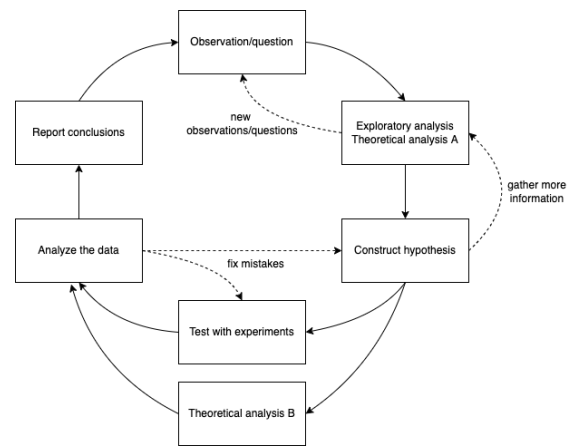 Observation/question
new
observations/questions
Exploratory analysis
Theoretical analysis A
Report conclusions
gather more
information
Analyze the data
fix mistakes
Construct hypothesis
Test with experiments
Theoretical analysis B